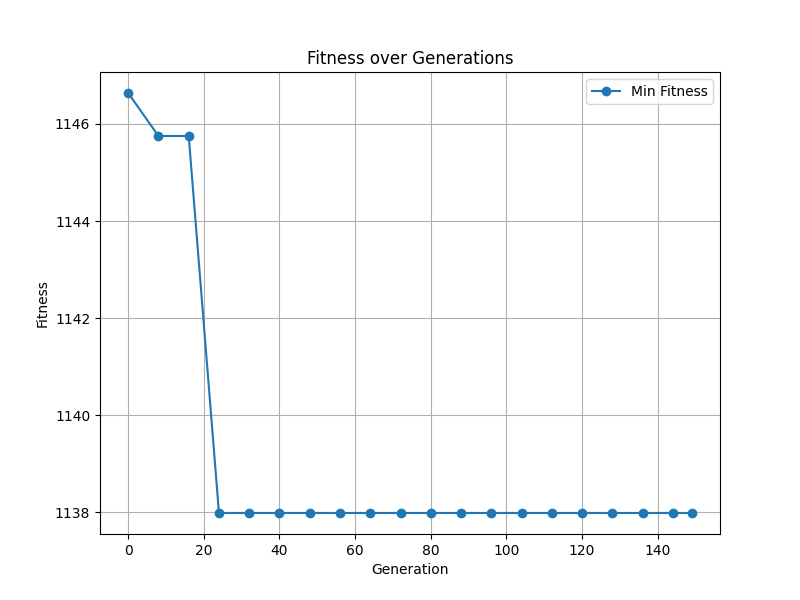 Fitness over Generations
Min Fitness
1146
1144
1142
1140
1138
Fitness
0 20 40 60 80 100 120 140
Generation